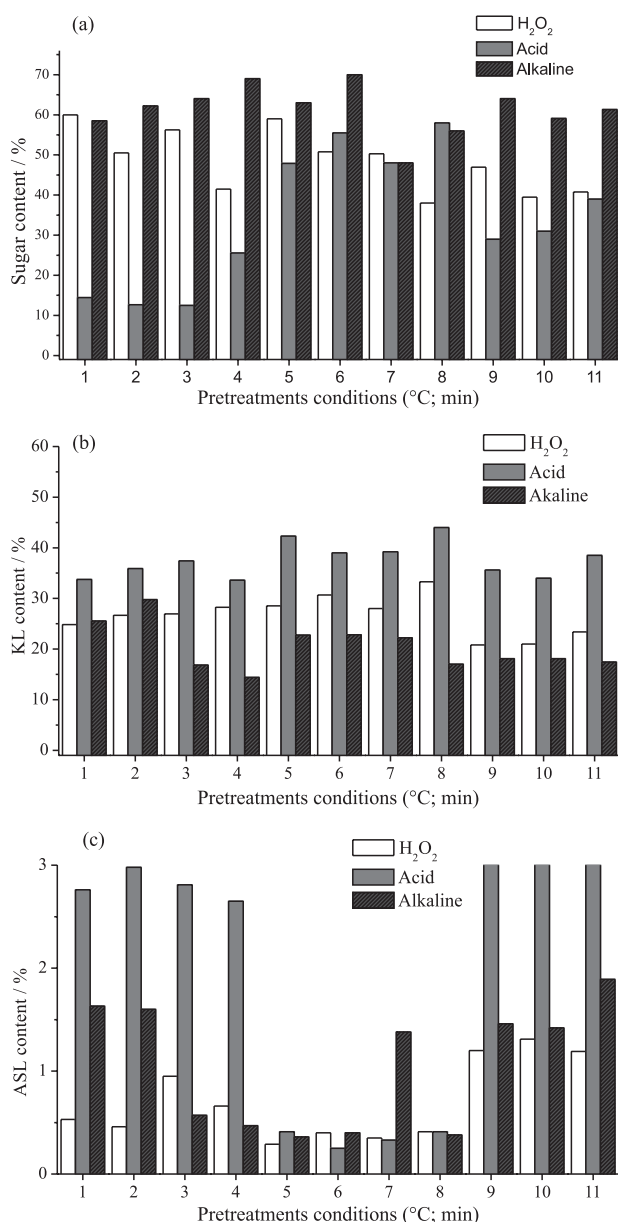 (a)
H₂O₂
Acid
Alkaline
Sugar content / %
70
60
50
40
30
20
10
0
1 2 3 4 5 6 7 8 9 10 11
Pretreatments conditions (°C; min)
(b)
H₂O₂
Acid
Akaline
KL content / %
60
50
40
30
20
10
0
1 2 3 4 5 6 7 8 9 10 11
Pretreatments conditions (°C; min)
(c)
H₂O₂
Acid
Alkaline
ASL content / %
3
2
1
0
1 2 3 4 5 6 7 8 9 10 11
Pretreatments conditions (°C; min)